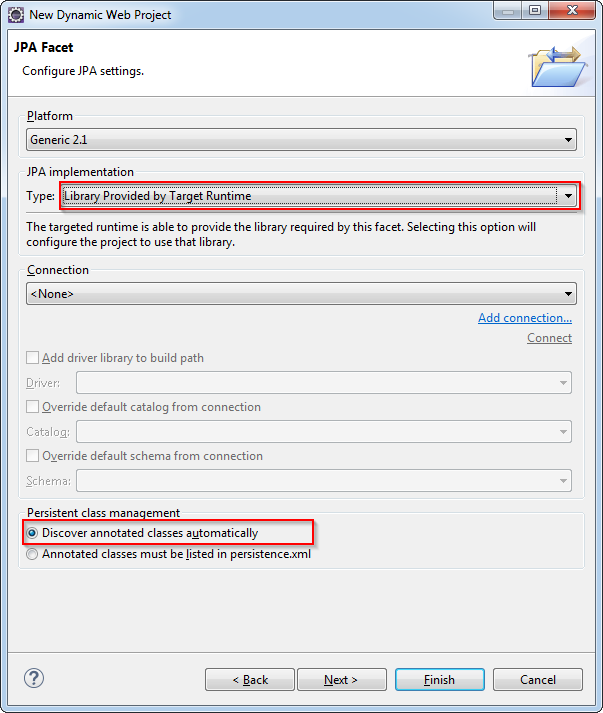 New Dynamic Web Project
JPA Facet
Configure JPA settings.
Platform
Generic 2.1
JPA implementation
Type: Library Provided by Target Runtime
The targeted runtime is able to provide the library required by this facet. Selecting this option will
configure the project to use that library.
Connection
<None>
Add connection...
Connect
Add driver library to build path
Driver:
Override default catalog from connection
Catalog:
Override default schema from connection
Schema:
Persistent class management
Discover annotated classes automatically
Annotated classes must be listed in persistence.xml
? < Back Next > Finish Cancel